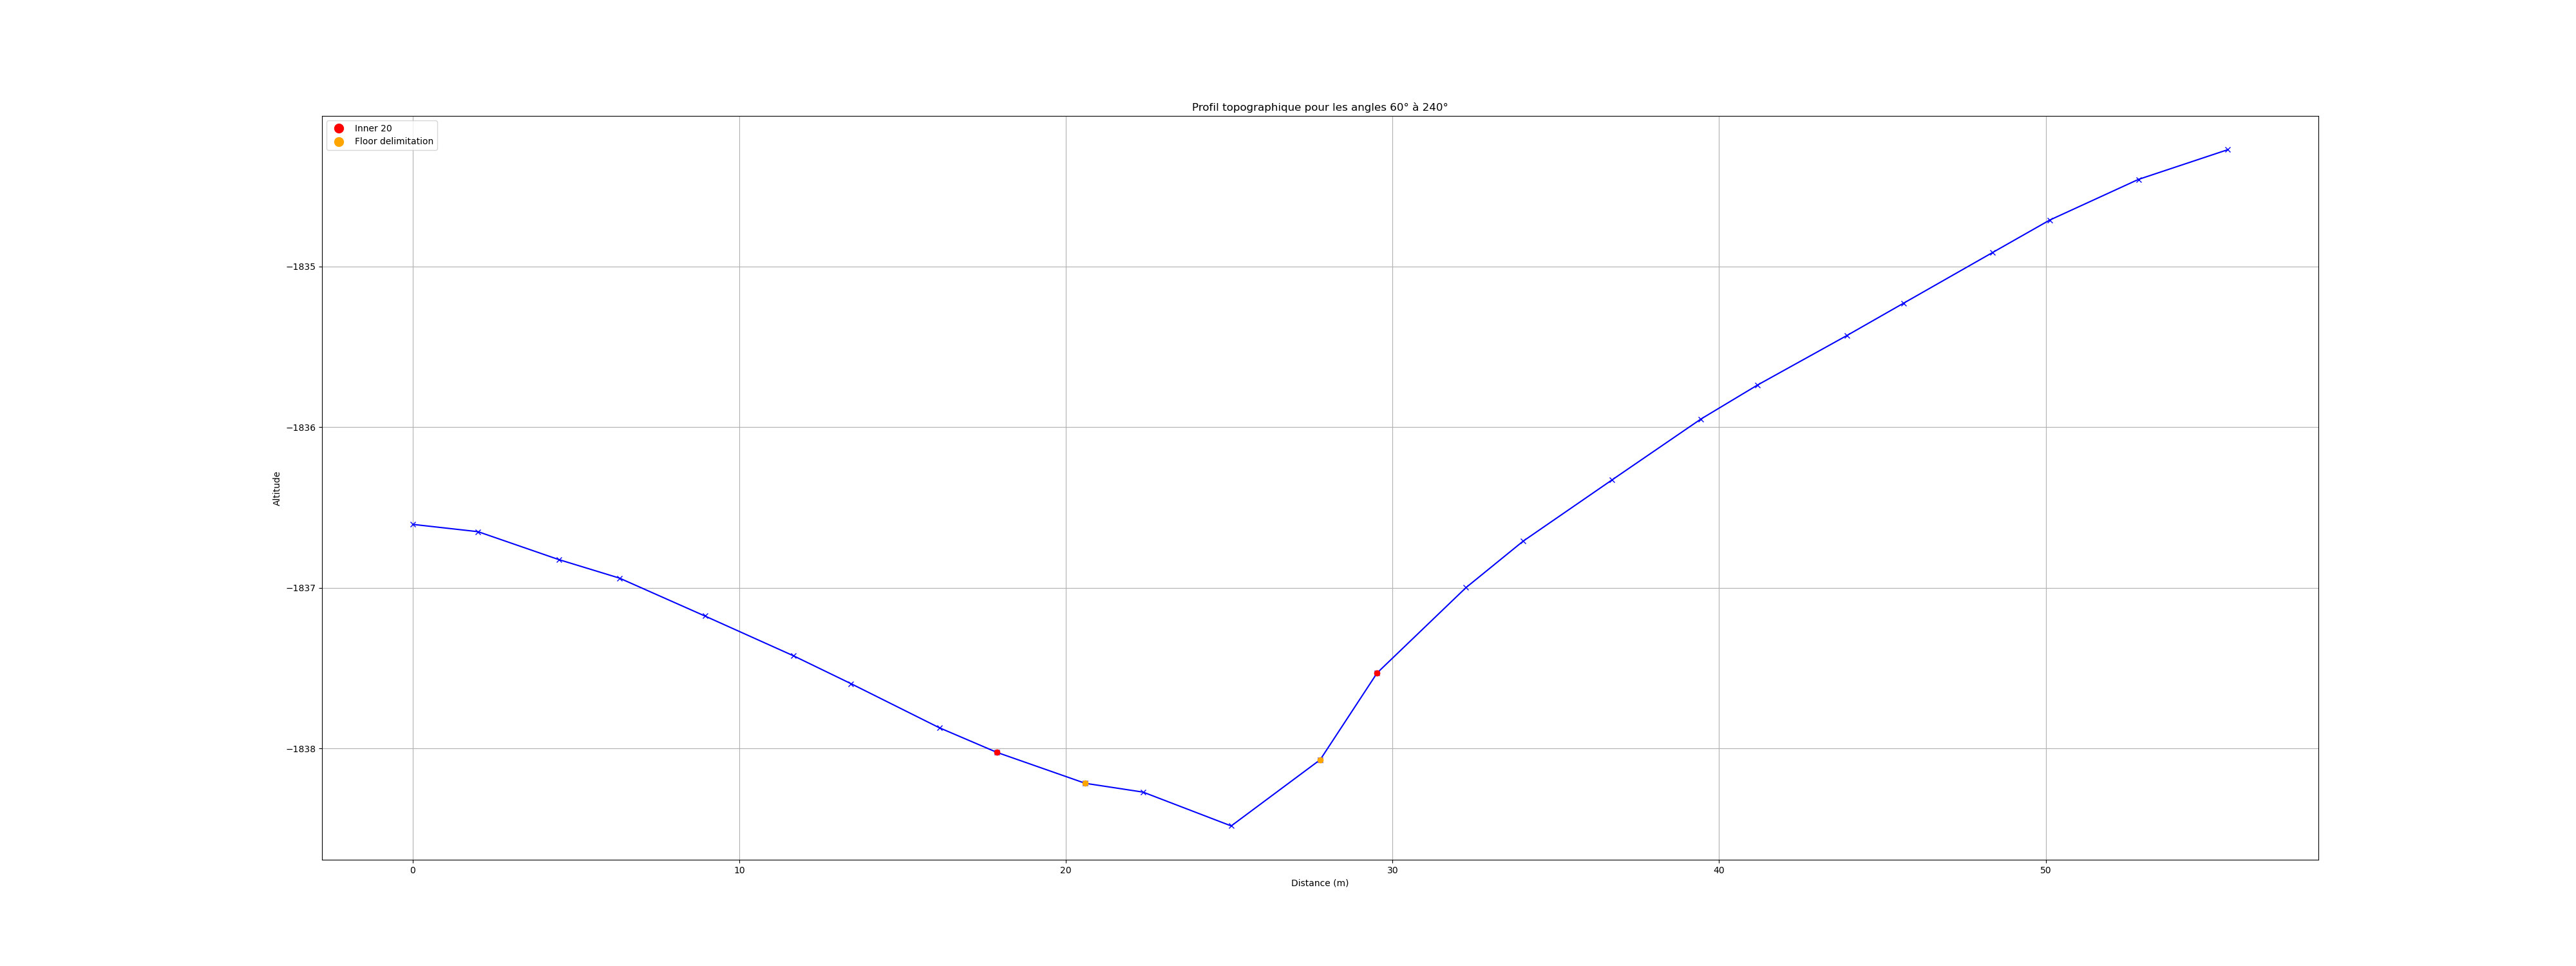 Profil topographique pour les angles 60° à 240°
Inner 20
Floor delimitation
−1835
−1836
−1837
−1838
Altitude
0 10 20 30 40 50
Distance (m)